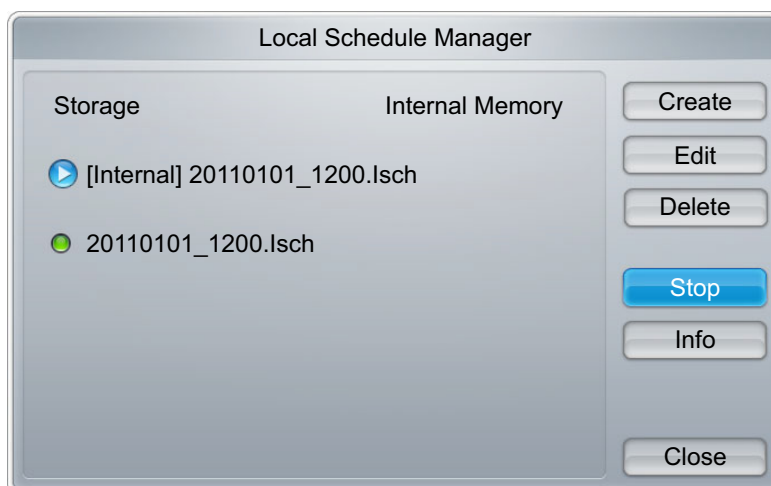 Local Schedule Manager
Storage Internal Memory
[Internal] 20110101_1200.lsch
20110101_1200.lsch
Create
Edit
Delete
Stop
Info
Close